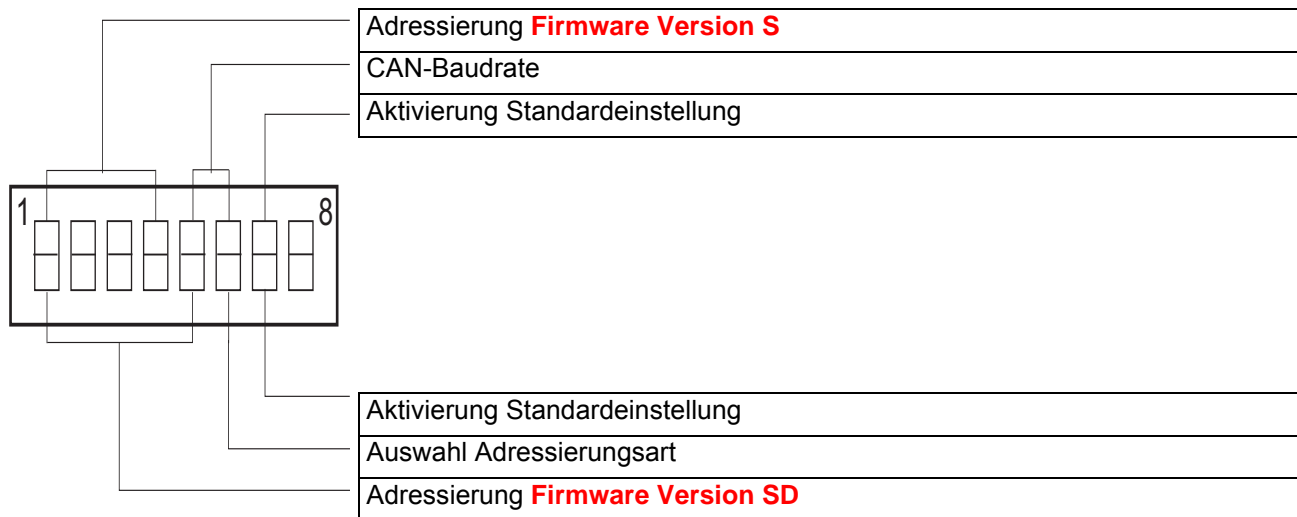 Adressierung Firmware Version S
CAN-Baudrate
Aktivierung Standardeinstellung
1 8
Aktivierung Standardeinstellung
Auswahl Adressierungsart
Adressierung Firmware Version SD